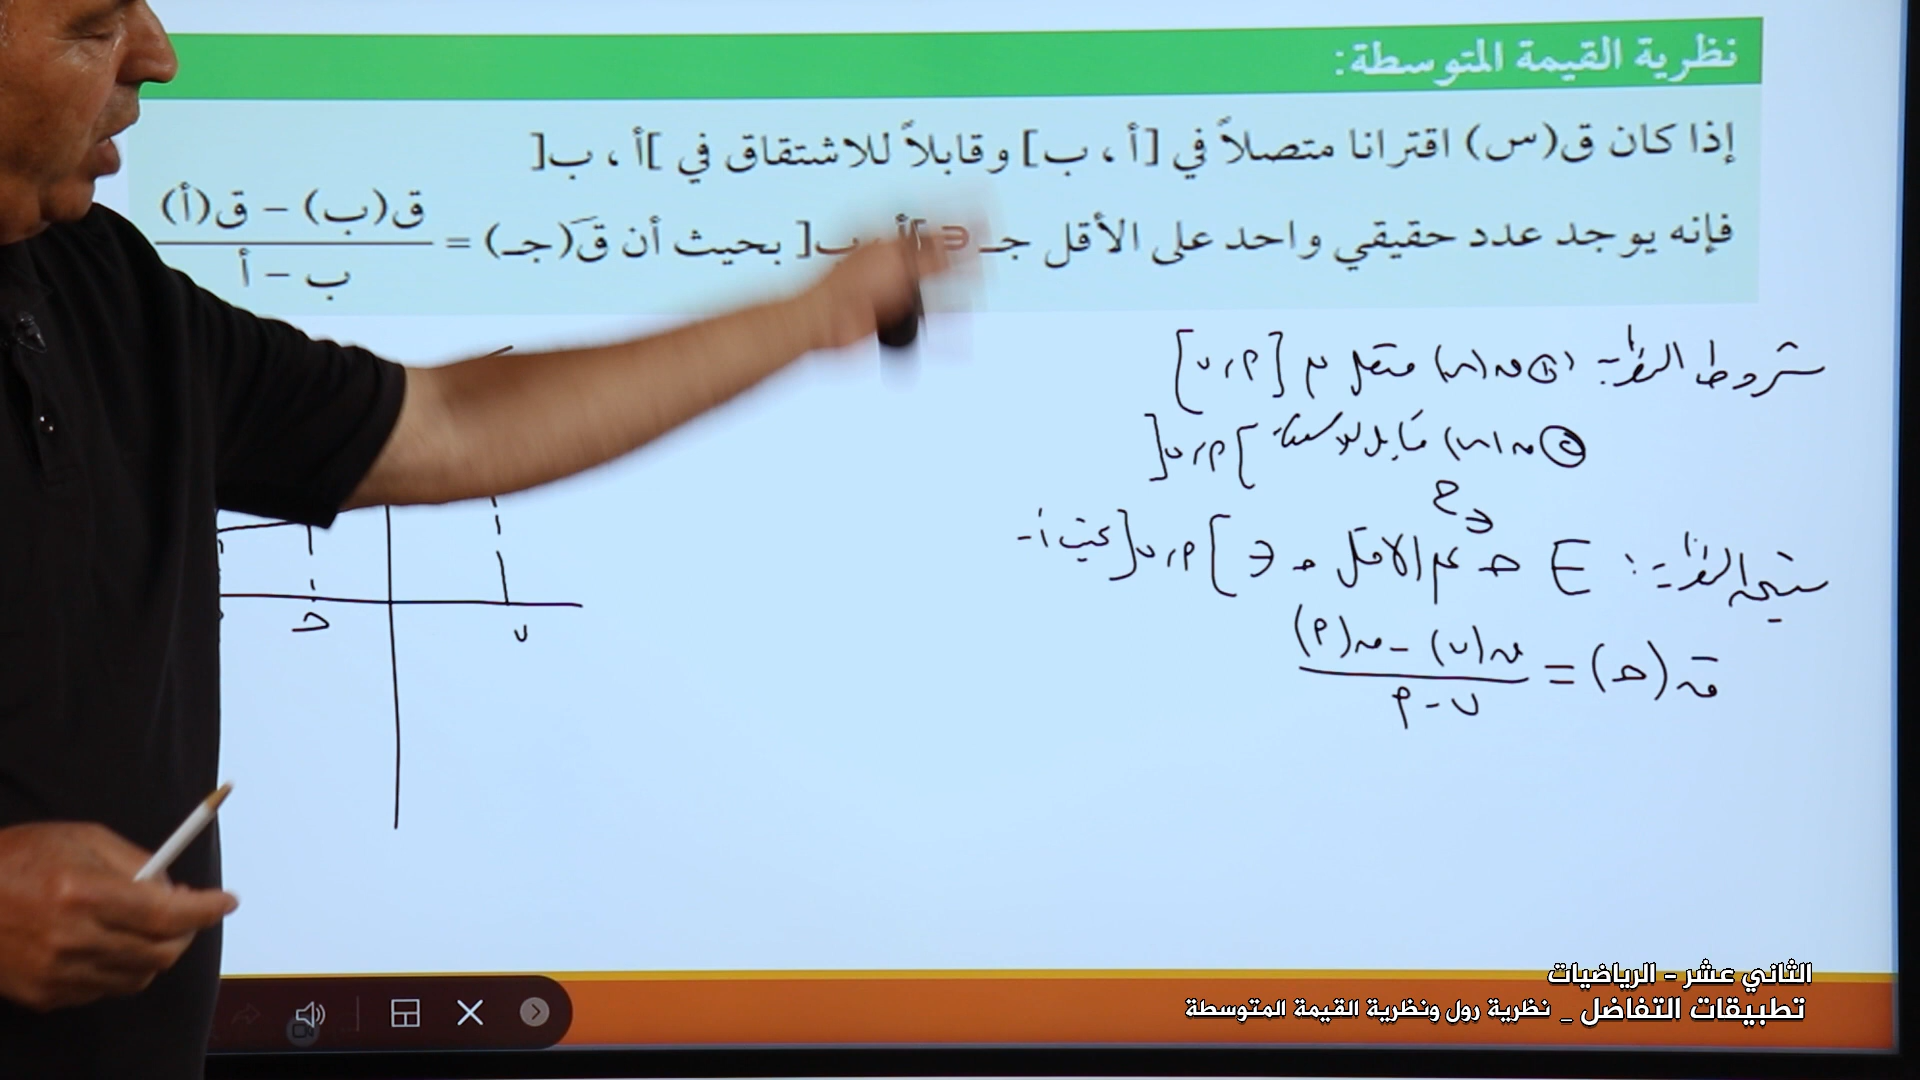 نظرية القيمة المتوسطة:
إذا كان ق(س) اقترانا متصلاً في [أ ، ب] وقابلاً للاشتقاق في ]أ ، ب[
فإنه يوجد عدد حقيقي واحد على الأقل جـ ∈ ]أ ، ب[ بحيث أن قَ(جـ) = (ق(ب) - ق(أ)) / (ب - أ)
شروط النظرية: ① ق(س) متصل في [أ ، ب]
② ق(س) قابل للاشتقاق ]أ ، ب[
نتيجة النظرية: ∃ جـ على الأقل جـ ∈ ]أ ، ب[ بحيث أن
قَ(جـ) = (ق(ب) - ق(أ)) / (ب - أ)
جـ
ب
الثاني عشر - الرياضيات
تطبيقات التفاضل _ نظرية رول ونظرية القيمة المتوسطة